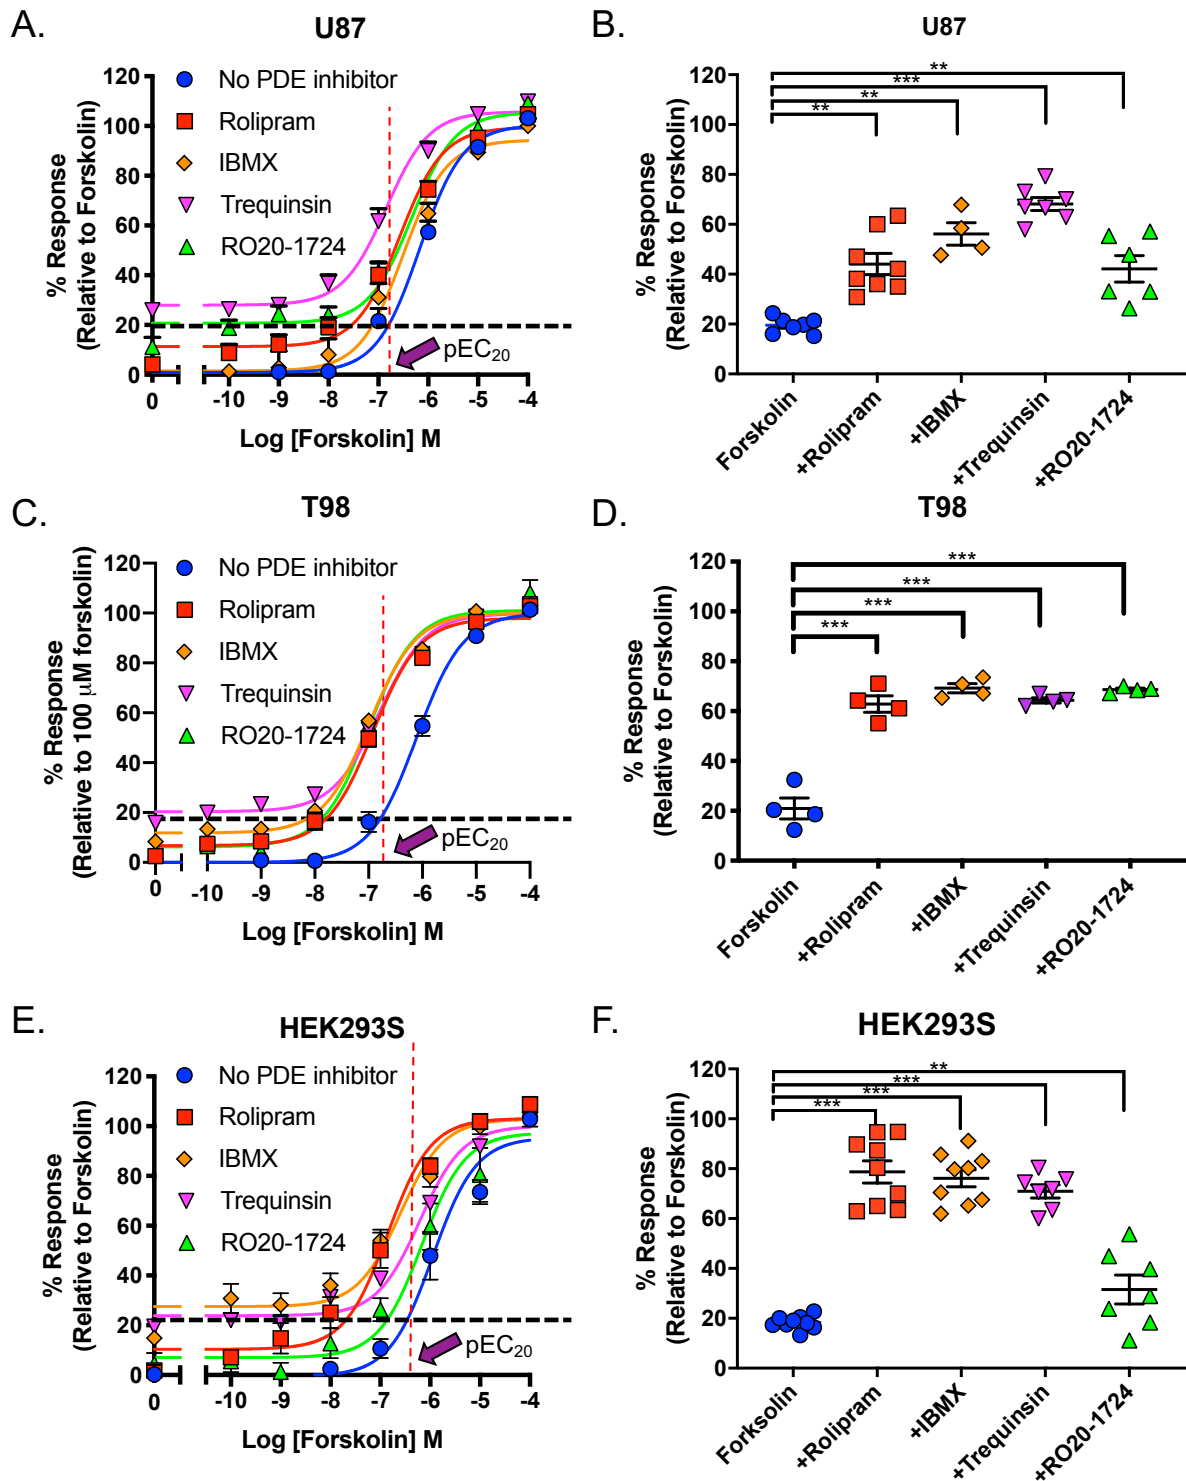 A.
U87
120
100
80
60
40
20
0
% Response
(Relative to Forskolin)
No PDE inhibitor
Rolipram
IBMX
Trequinsin
RO20-1724
pEC20
0 -10 -9 -8 -7 -6 -5 -4
Log [Forskolin] M
B.
U87
120
100
80
60
40
20
0
% Response
(Relative to Forskolin)
**
***
**
**
Forskolin
+Rolipram
+IBMX
+Trequinsin
+RO20-1724
C.
T98
120
100
80
60
40
20
0
% Response
(Relative to 100 µM forskolin)
No PDE inhibitor
Rolipram
IBMX
Trequinsin
RO20-1724
pEC20
0 -10 -9 -8 -7 -6 -5 -4
Log [Forskolin] M
D.
T98
120
100
80
60
40
20
0
% Response
(Relative to Forskolin)
***
***
***
***
Forskolin
+Rolipram
+IBMX
+Trequinsin
+RO20-1724
E.
HEK293S
120
100
80
60
40
20
0
% Response
(Relative to Forskolin)
No PDE inhibitor
Rolipram
IBMX
Trequinsin
RO20-1724
pEC20
0 -10 -9 -8 -7 -6 -5 -4
Log [Forskolin] M
F.
HEK293S
120
100
80
60
40
20
0
% Response
(Relative to Forskolin)
**
***
***
***
Forksolin
+Rolipram
+IBMX
+Trequinsin
+RO20-1724